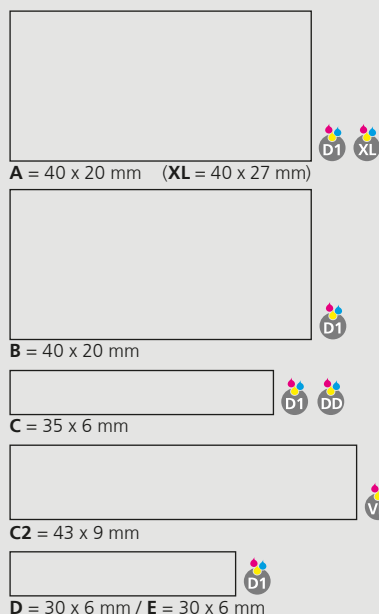 D1 XL
A = 40 x 20 mm (XL = 40 x 27 mm)
D1
B = 40 x 20 mm
D1 DD
C = 35 x 6 mm
C2 = 43 x 9 mm
D1
D = 30 x 6 mm / E = 30 x 6 mm